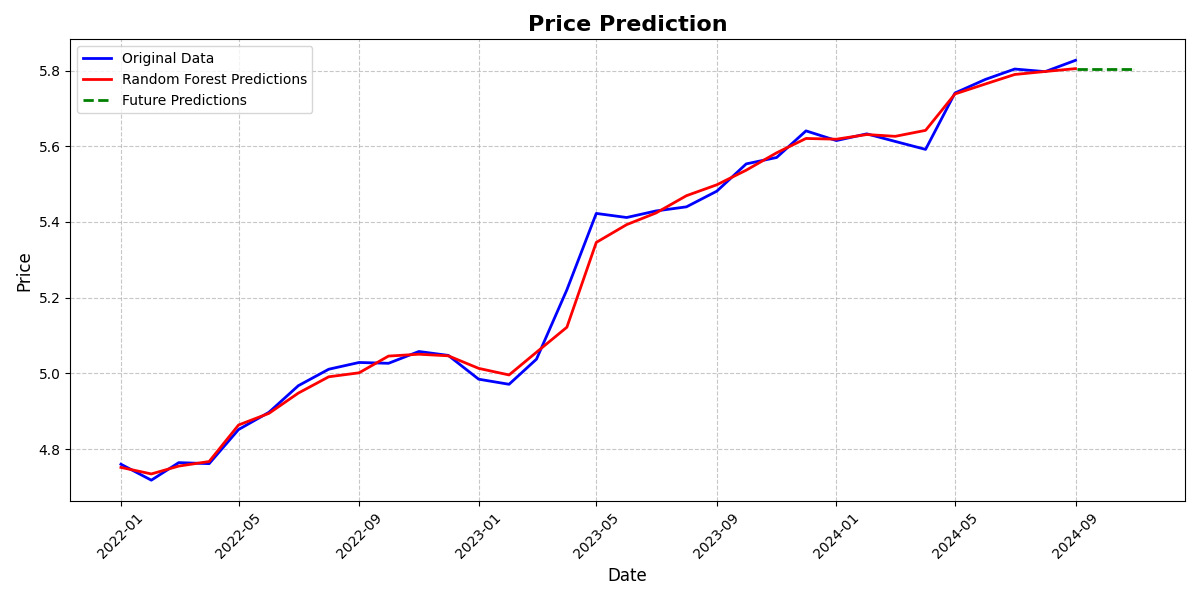 Price Prediction
Original Data
Random Forest Predictions
Future Predictions
Price
5.8
5.6
5.4
5.2
5.0
4.8
2022-01
2022-05
2022-09
2023-01
2023-05
2023-09
2024-01
2024-05
2024-09
Date